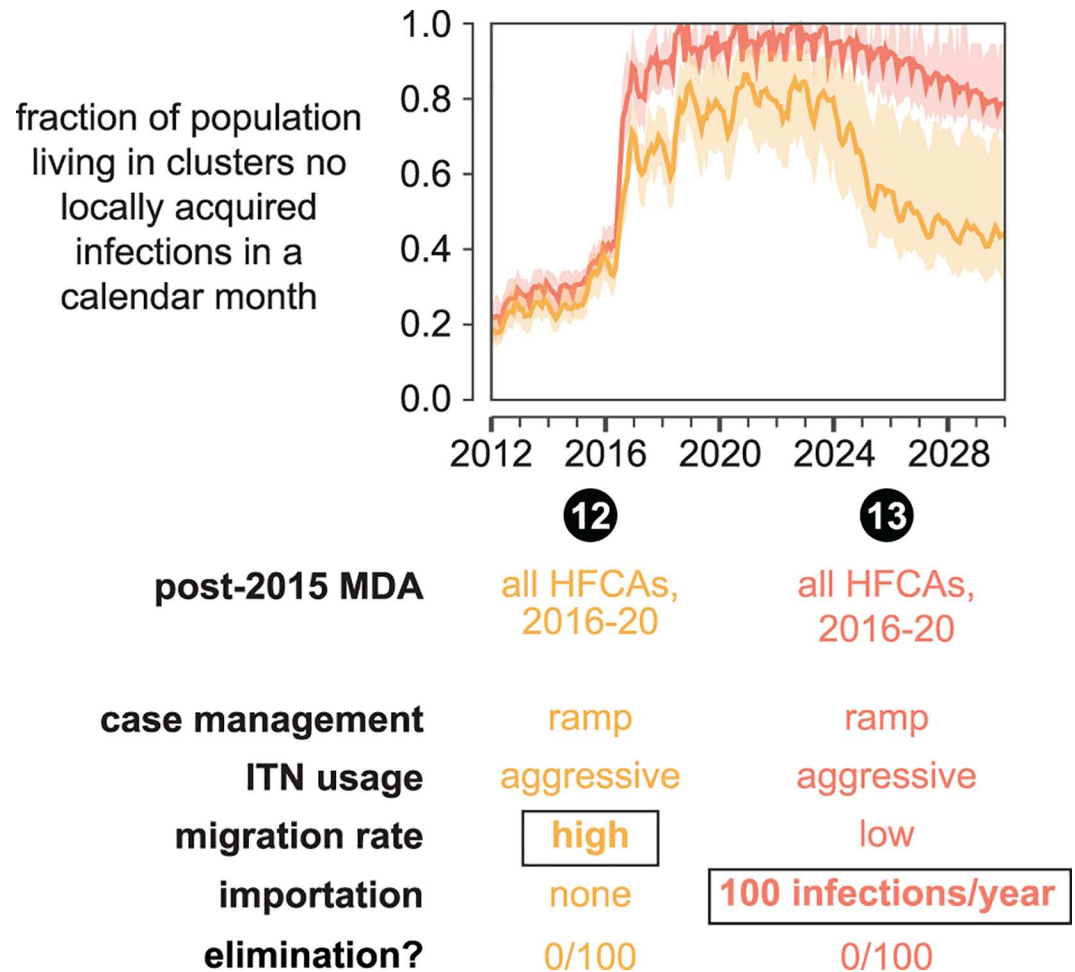 fraction of population
living in clusters no
locally acquired
infections in a
calendar month
1.0
0.8
0.6
0.4
0.2
0.0
2012 2016 2020 2024 2028
12 13
post-2015 MDA all HFCAs, all HFCAs,
2016-20 2016-20
case management ramp ramp
ITN usage aggressive aggressive
migration rate high low
importation none 100 infections/year
elimination? 0/100 0/100